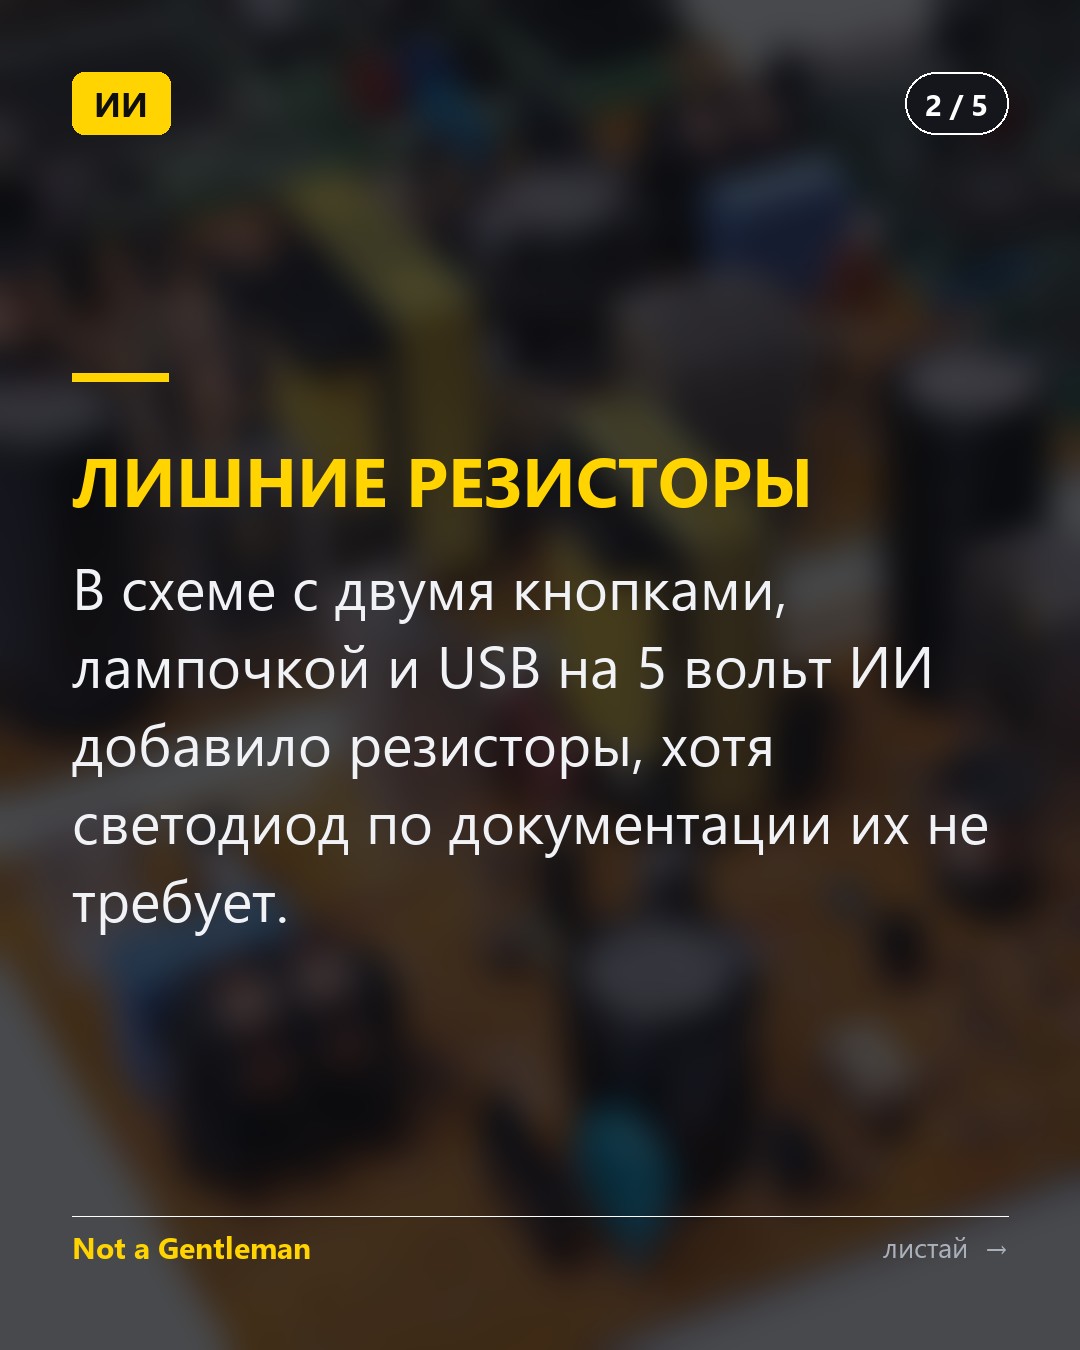 ИИ
2 / 5
ЛИШНИЕ РЕЗИСТОРЫ
В схеме с двумя кнопками,
лампочкой и USB на 5 вольт ИИ
добавило резисторы, хотя
светодиод по документации их не
требует.
Not a Gentleman
листай →